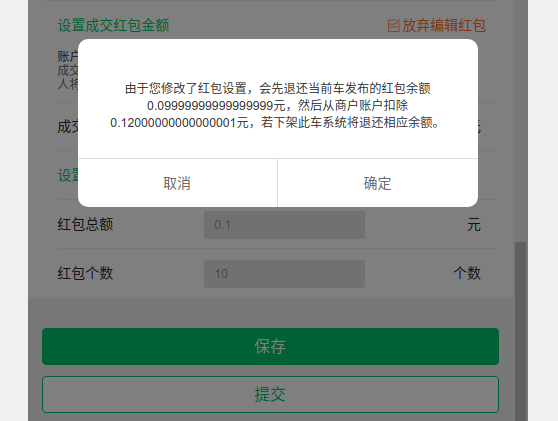 设置成交红包金额
放弃编辑红包
账户
成交
人将
由于您修改了红包设置，会先退还当前车发布的红包余额
0.09999999999999999元，然后从商户账户扣除
0.12000000000000001元，若下架此车系统将退还相应余额。
成交
元
取消
确定
设置
红包总额
0.1
元
红包个数
10
个数
保存
提交